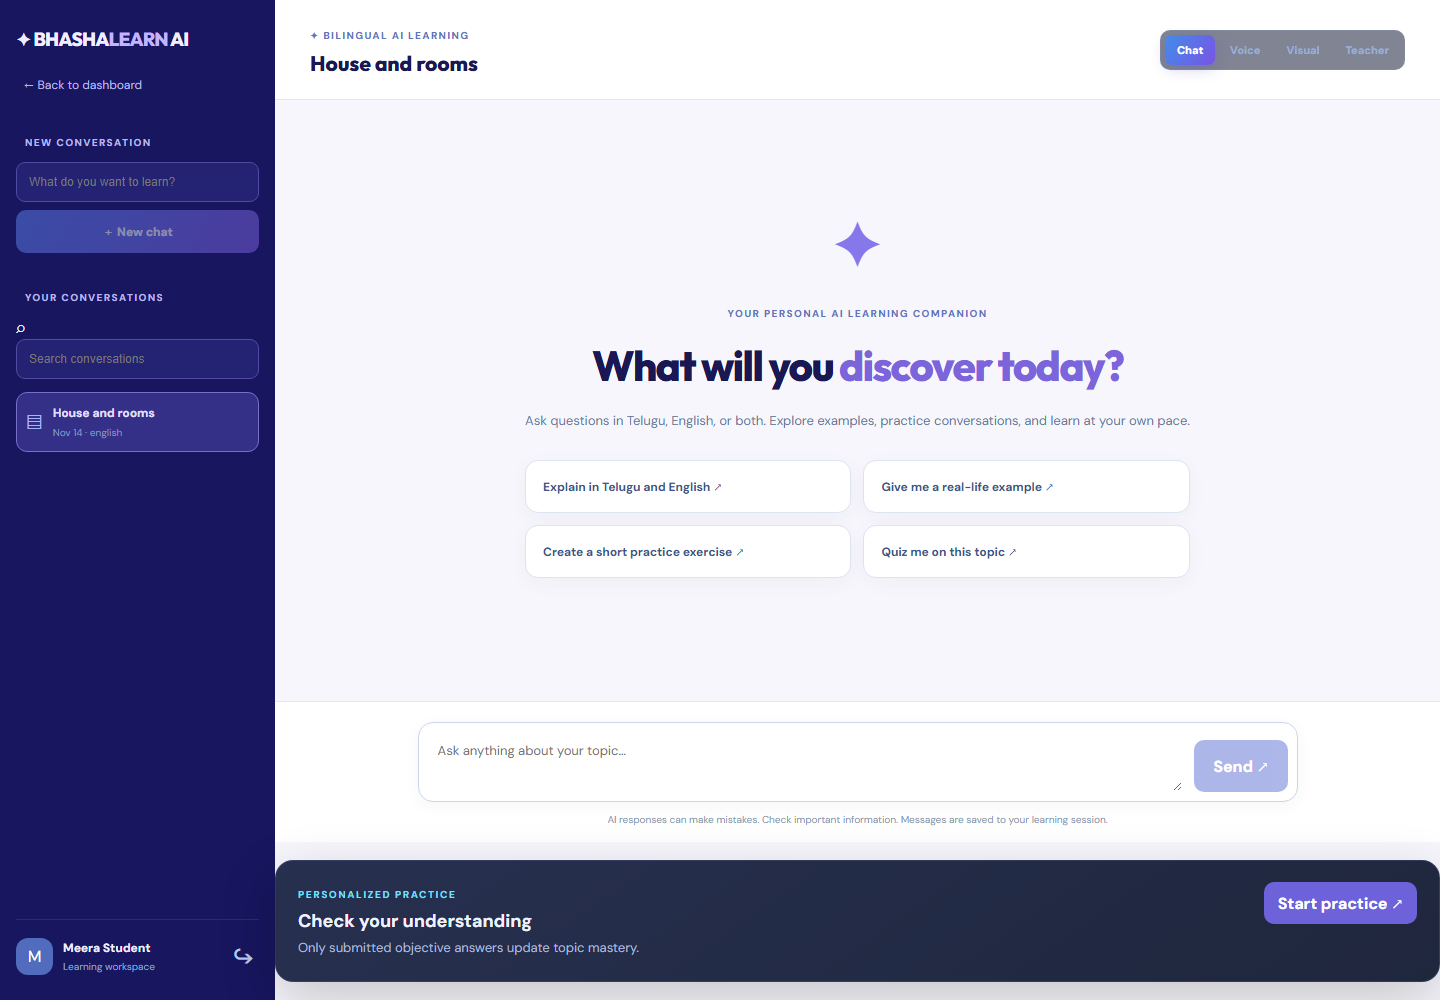 ✦ BHASHALEARN AI
← Back to dashboard
NEW CONVERSATION
What do you want to learn?
+ New chat
YOUR CONVERSATIONS
Search conversations
House and rooms
Nov 14 · english
M
Meera Student
Learning workspace
✦ BILINGUAL AI LEARNING
House and rooms
Chat Voice Visual Teacher
YOUR PERSONAL AI LEARNING COMPANION
What will you discover today?
Ask questions in Telugu, English, or both. Explore examples, practice conversations, and learn at your own pace.
Explain in Telugu and English ↗
Give me a real-life example ↗
Create a short practice exercise ↗
Quiz me on this topic ↗
Ask anything about your topic...
Send ↗
AI responses can make mistakes. Check important information. Messages are saved to your learning session.
PERSONALIZED PRACTICE
Check your understanding
Only submitted objective answers update topic mastery.
Start practice ↗